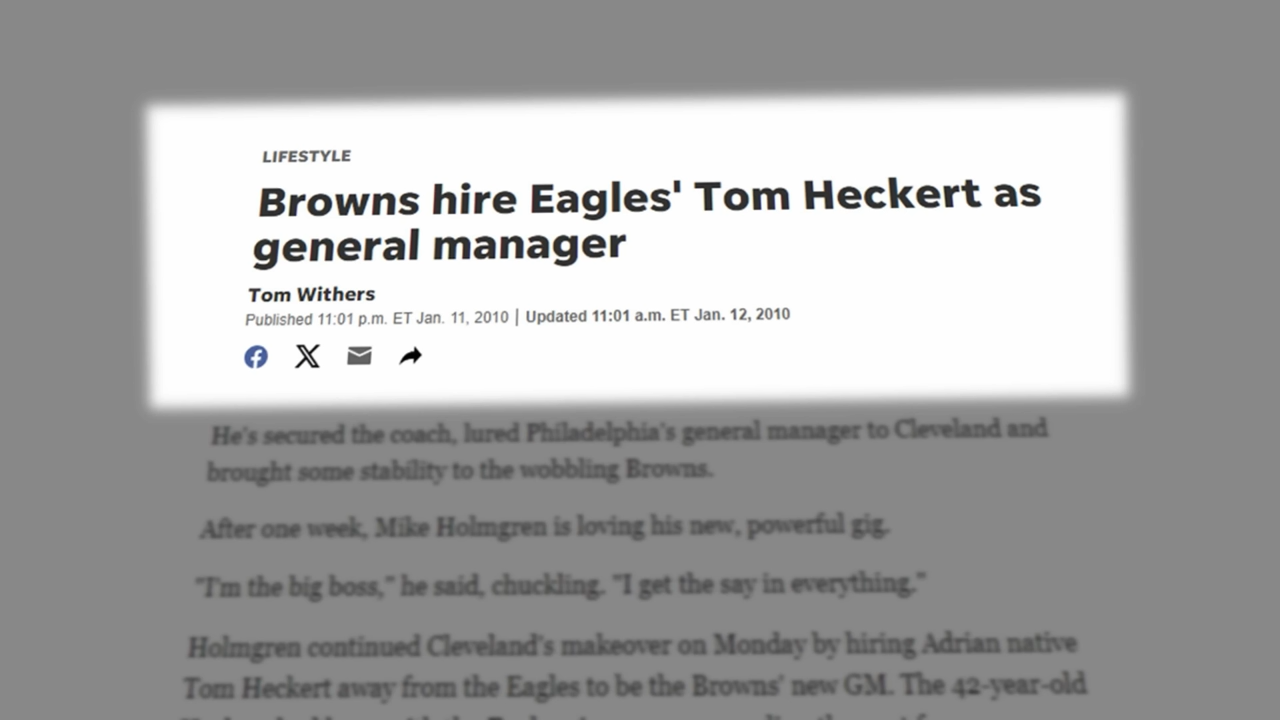 LIFESTYLE
Browns hire Eagles' Tom Heckert as
general manager
Tom Withers
Published 11:01 p.m. ET Jan. 11, 2010 | Updated 11:01 a.m. ET Jan. 12, 2010
He's secured the coach, lured Philadelphia's general manager to Cleveland and
brought some stability to the wobbling Browns.
After one week, Mike Holmgren is loving his new, powerful gig.
"I'm the big boss," he said, chuckling. "I get the say in everything."
Holmgren continued Cleveland's makeover on Monday by hiring Adrian native
Tom Heckert away from the Eagles to be the Browns' new GM. The 42-year-old